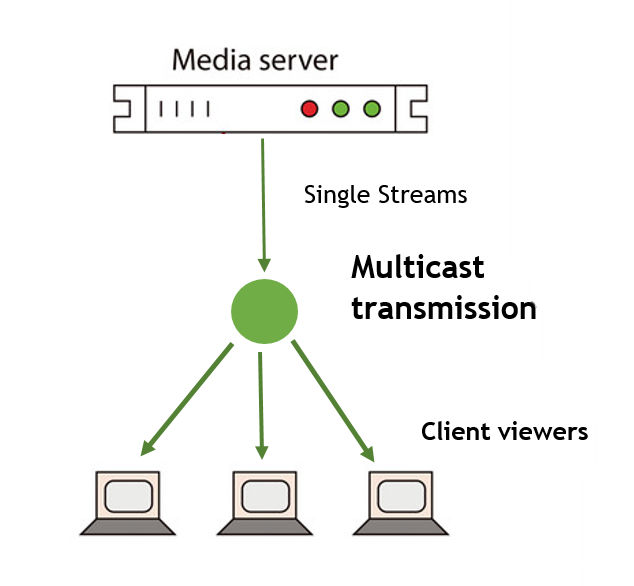 Media server
Single Streams
Multicast
transmission
Client viewers